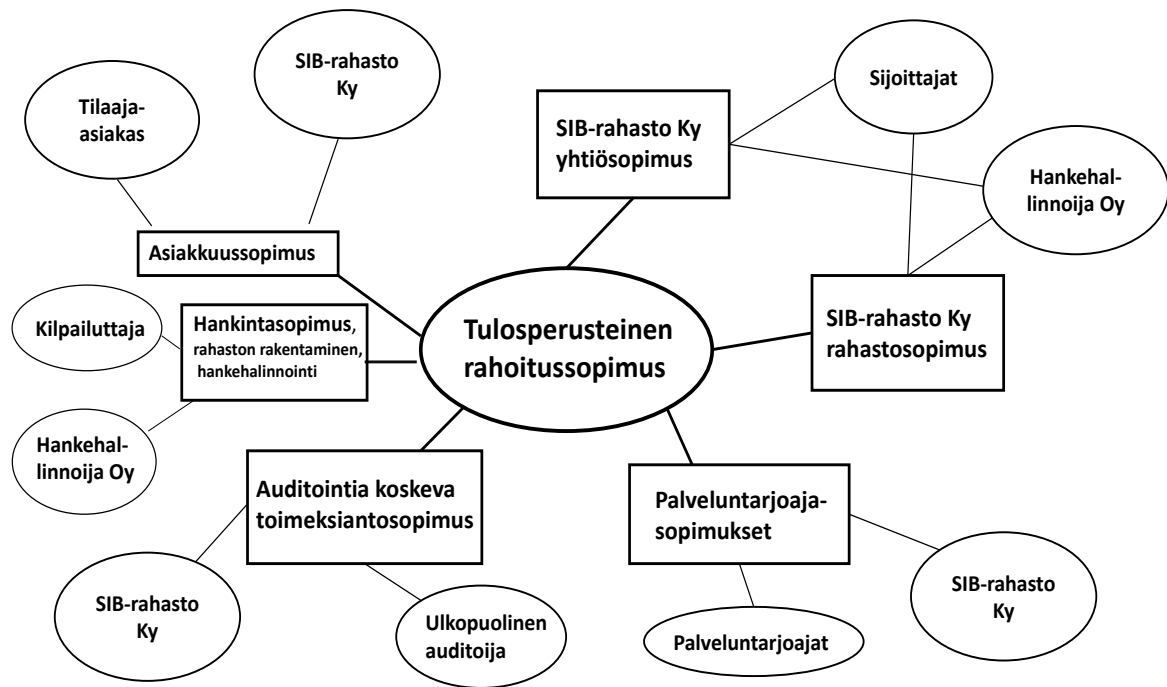 SIB-rahasto
Ky
Tilaaja-
asiakas
Sijoittajat
SIB-rahasto Ky
yhtiösopimus
Hankehal-
linnoija Oy
Asiakkuussopimus
Kilpailuttaja
Hankintasopimus,
rahaston rakentaminen,
hankehalinnointi
Tulosperusteinen
rahoitussopimus
SIB-rahasto Ky
rahastosopimus
Hankehal-
linnoija Oy
Auditointia koskeva
toimeksiantosopimus
Palveluntarjoaja-
sopimukset
SIB-rahasto
Ky
Ulkopuolinen
auditoija
Palveluntarjoajat
SIB-rahasto
Ky